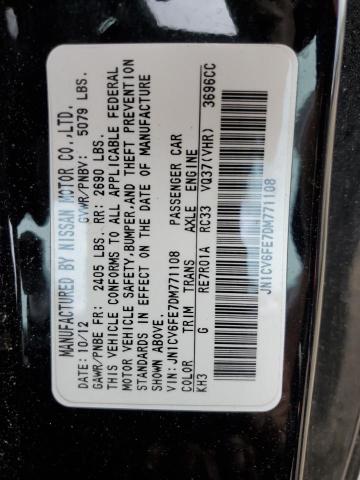 MANUFACTURED BY NISSAN MOTOR CO.,LTD.
DATE: 10/12 GVWR/PNBV: 5079 LBS.
GAWR/PNBE FR: 2405 LBS. RR: 2690 LBS.
THIS VEHICLE CONFORMS TO ALL APPLICABLE FEDERAL
MOTOR VEHICLE SAFETY,BUMPER,AND THEFT PREVENTION
STANDARDS IN EFFECT ON THE DATE OF MANUFACTURE
SHOWN ABOVE.
VIN: JN1CV6FE7DM771108 PASSENGER CAR
COLOR TRIM TRANS AXLE ENGINE
KH3 G RE7R01A RC33 VQ37(VHR) 3696CC
JN1CV6FE7DM771108